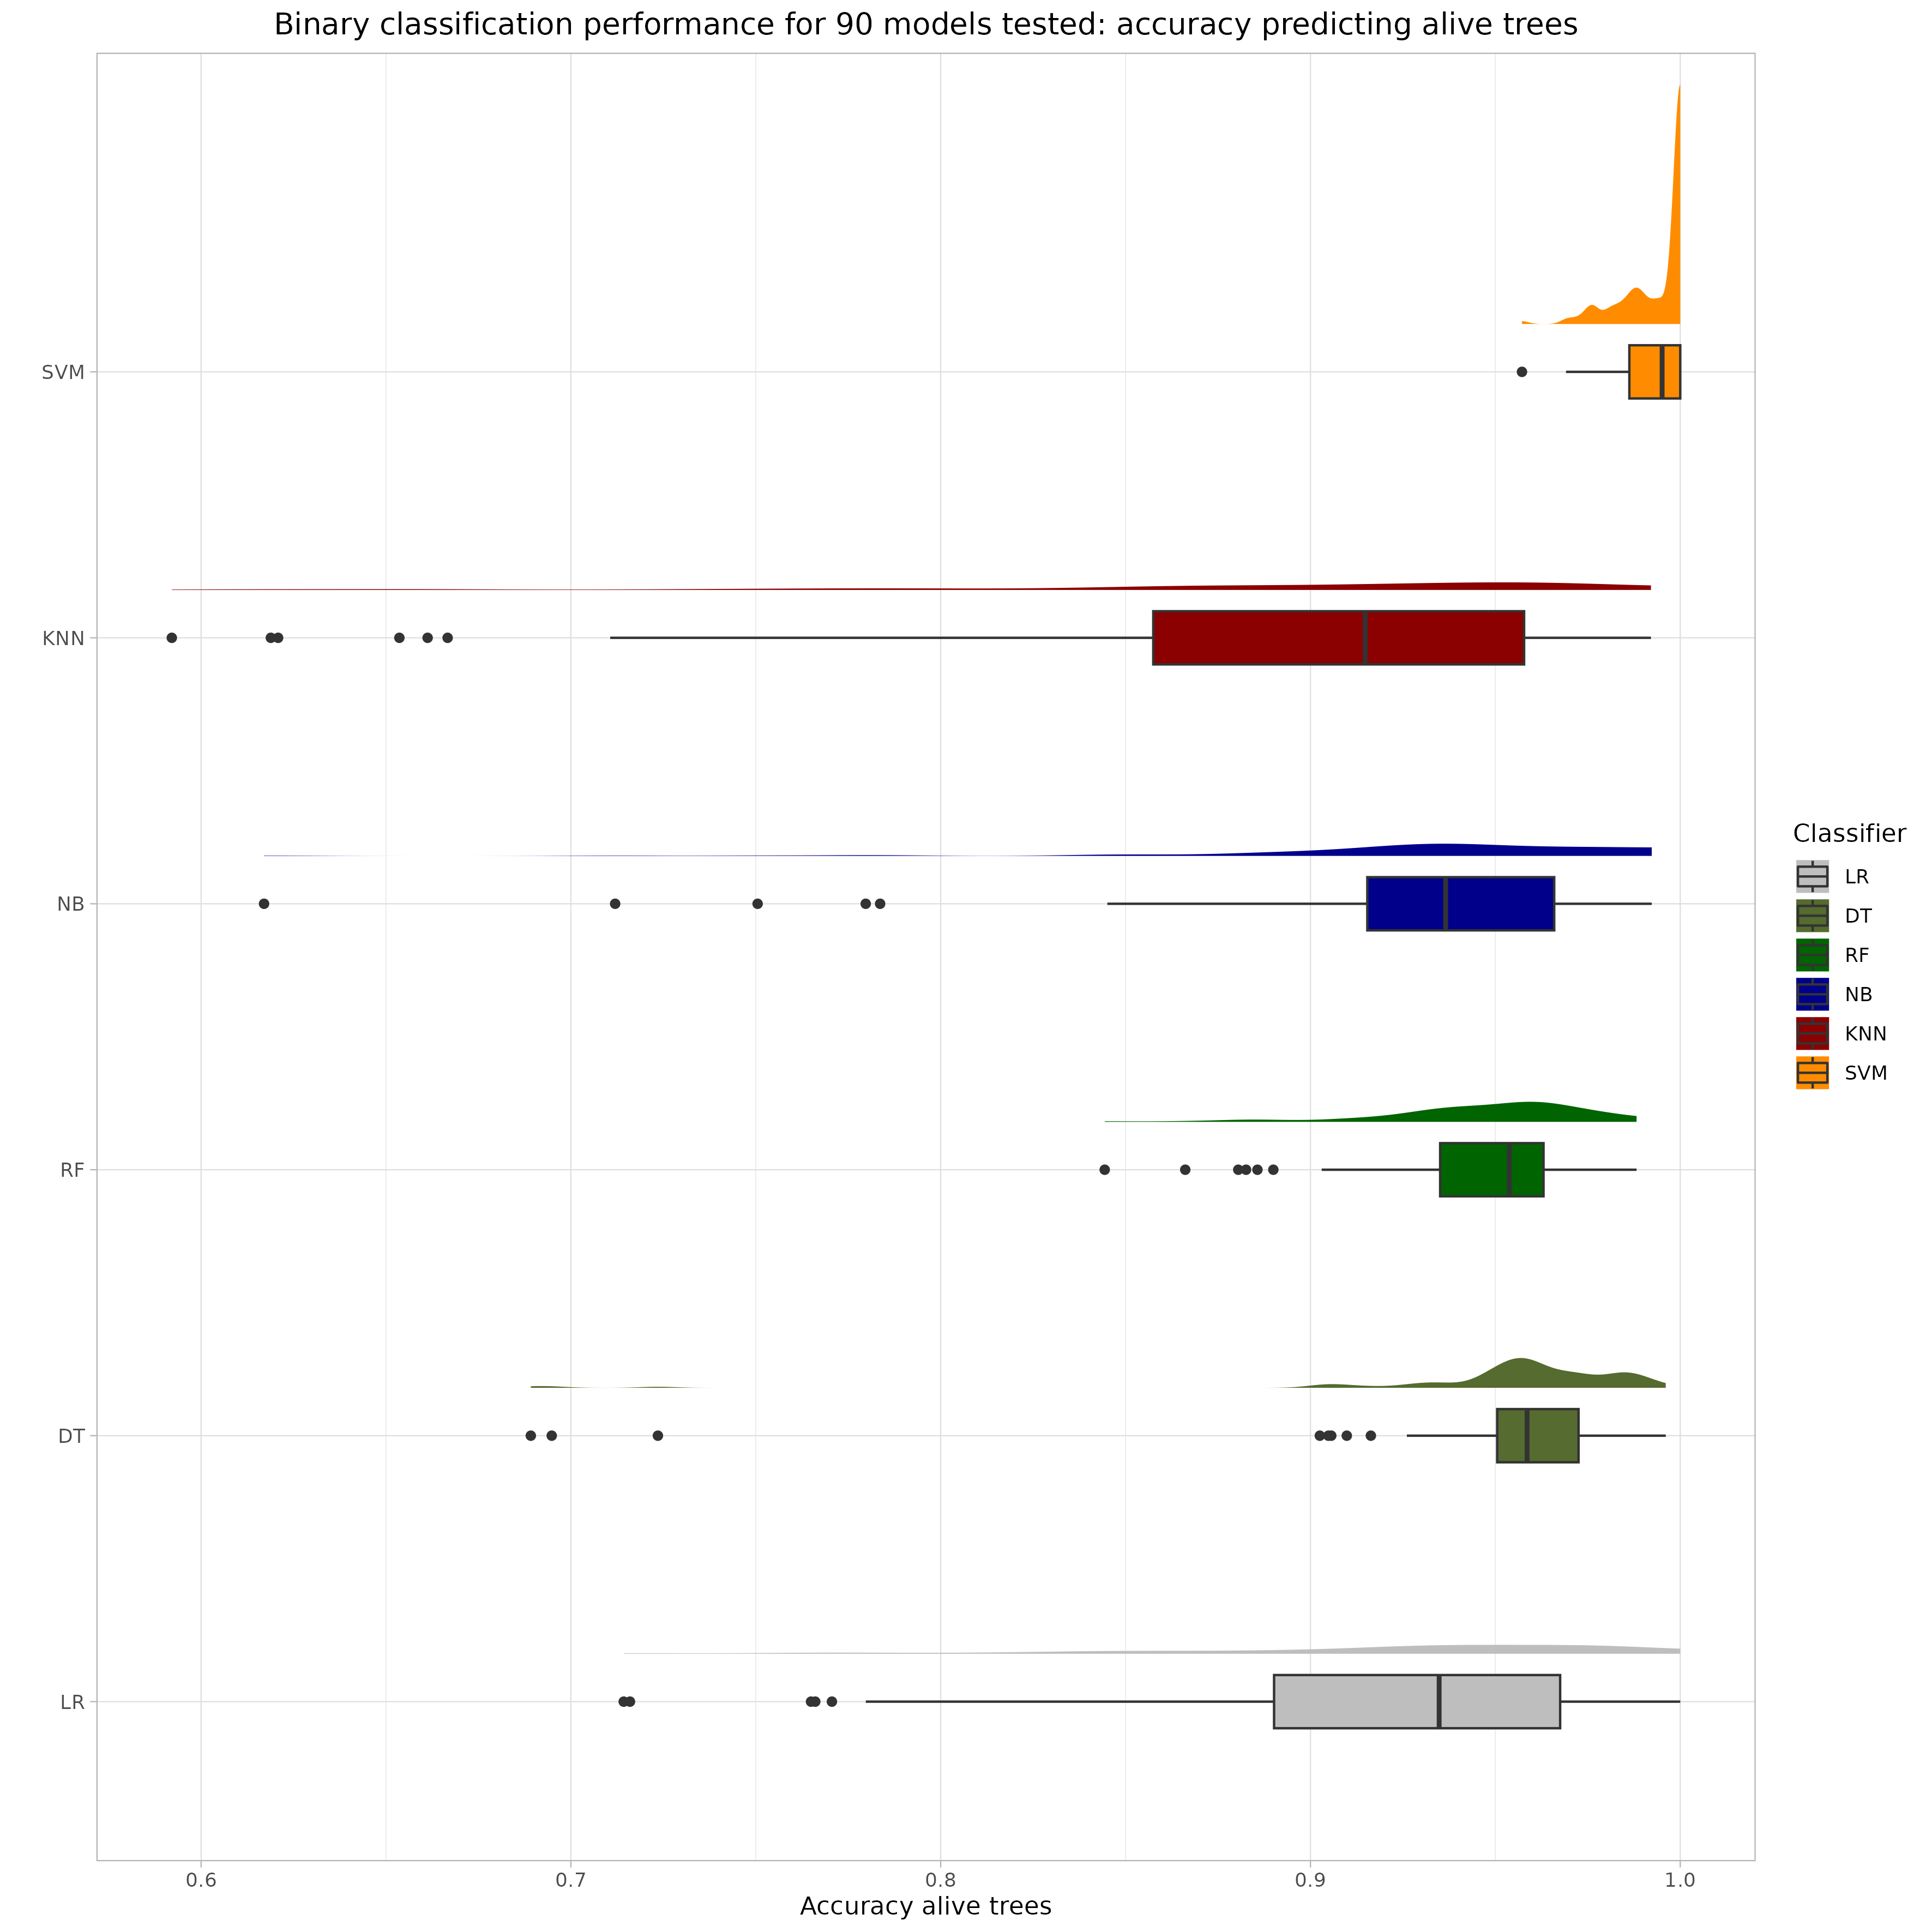 Binary classification performance for 90 models tested: accuracy predicting alive trees
SVM
KNN
NB
RF
DT
LR
0.6 0.7 0.8 0.9 1.0
Accuracy alive trees
Classifier
LR
DT
RF
NB
KNN
SVM